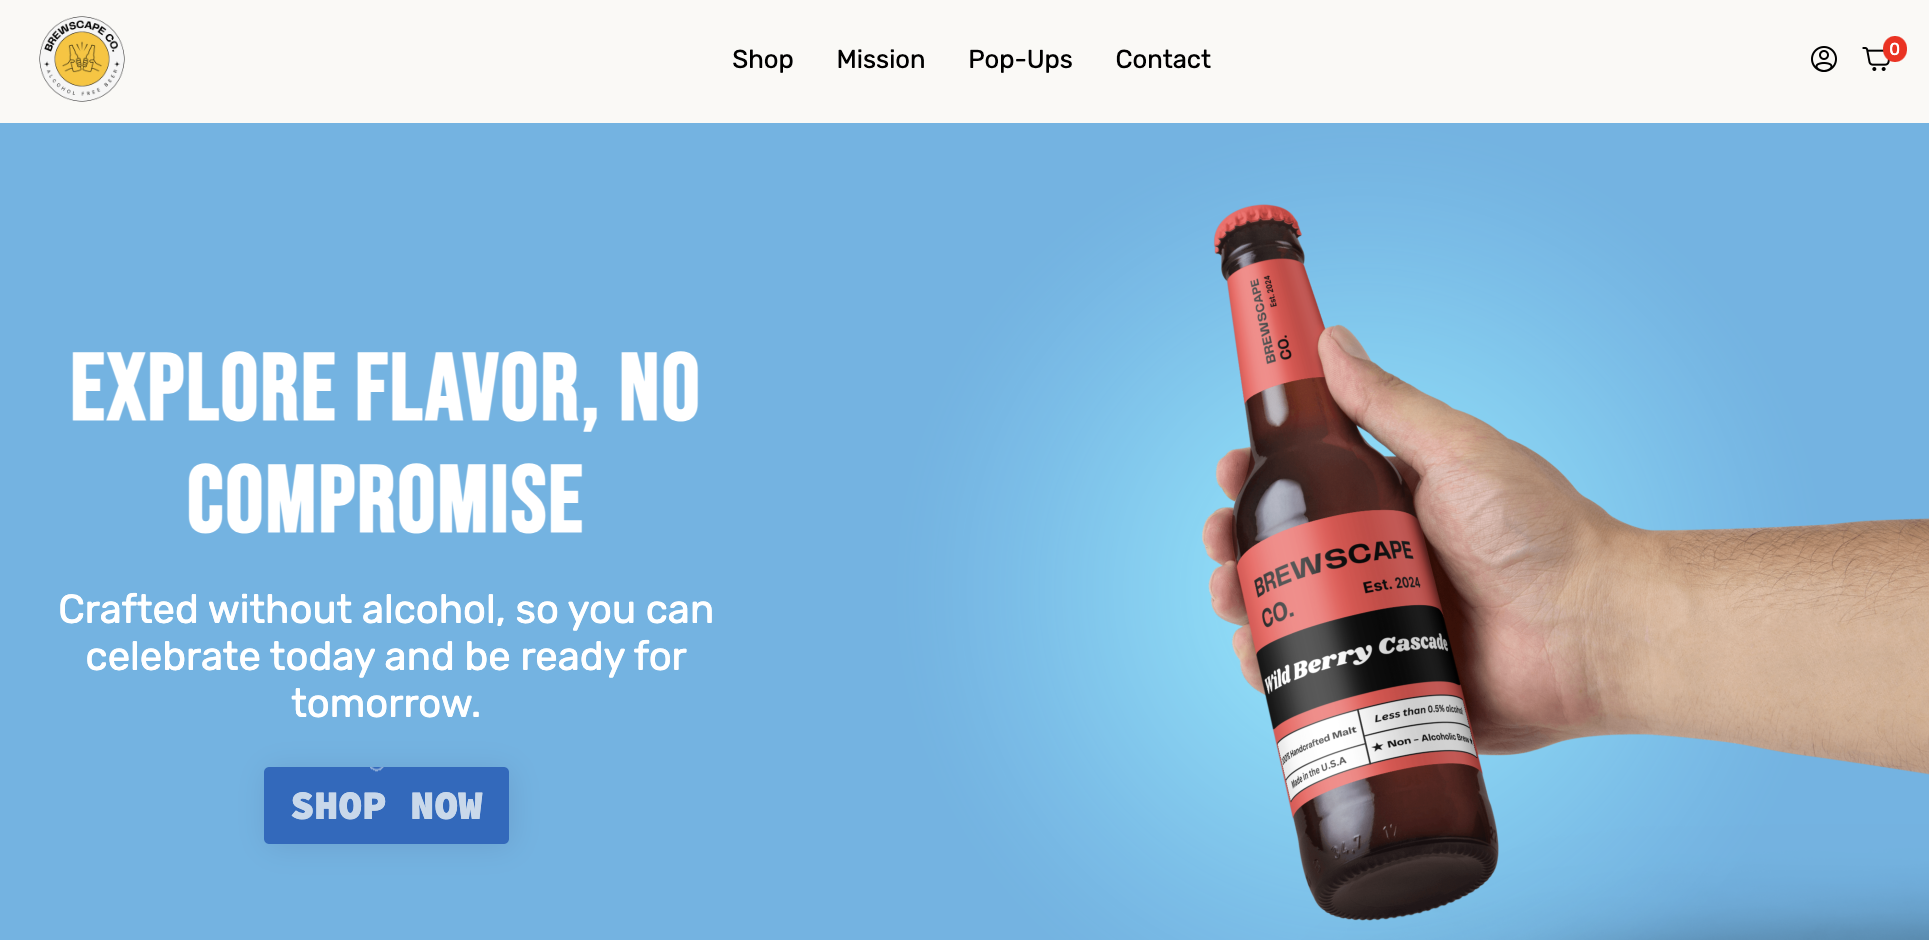 BREWSCAPE CO.
ALCOHOL FREE BEER
Shop Mission Pop-Ups Contact
0
EXPLORE FLAVOR, NO
COMPROMISE
Crafted without alcohol, so you can
celebrate today and be ready for
tomorrow.
SHOP NOW
BREWSCAPE
CO.
Est. 2024
BREWSCAPE
CO.
Est. 2024
Wild Berry Cascade
100% Handcrafted Malt
Made in the U.S.A
Less than 0.5% alcohol
★ Non - Alcoholic Brew